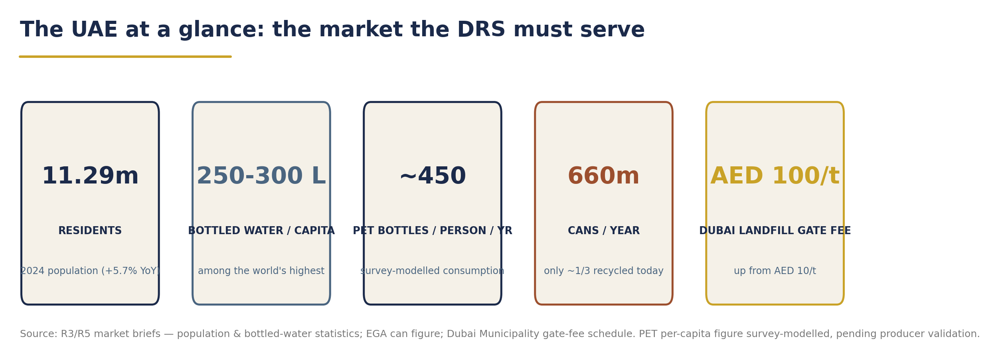 The UAE at a glance: the market the DRS must serve
11.29m
RESIDENTS
2024 population (+5.7% YoY)
250-300 L
BOTTLED WATER / CAPITA
among the world's highest
~450
PET BOTTLES / PERSON / YR
survey-modelled consumption
660m
CANS / YEAR
only ~1/3 recycled today
AED 100/t
DUBAI LANDFILL GATE FEE
up from AED 10/t
Source: R3/R5 market briefs — population & bottled-water statistics; EGA can figure; Dubai Municipality gate-fee schedule. PET per-capita figure survey-modelled, pending producer validation.